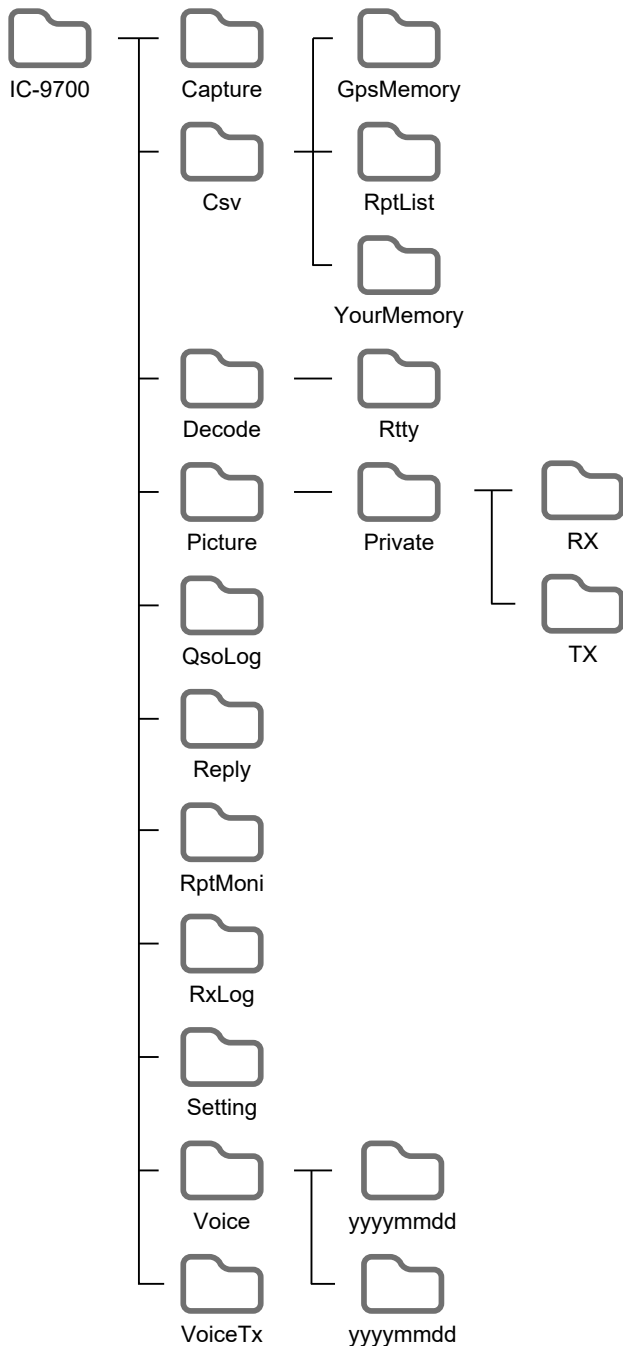 IC-9700
Capture
GpsMemory
Csv
RptList
YourMemory
Decode
Rtty
Picture
Private
RX
TX
QsoLog
Reply
RptMoni
RxLog
Setting
Voice
yyyymmdd
VoiceTx
yyyymmdd